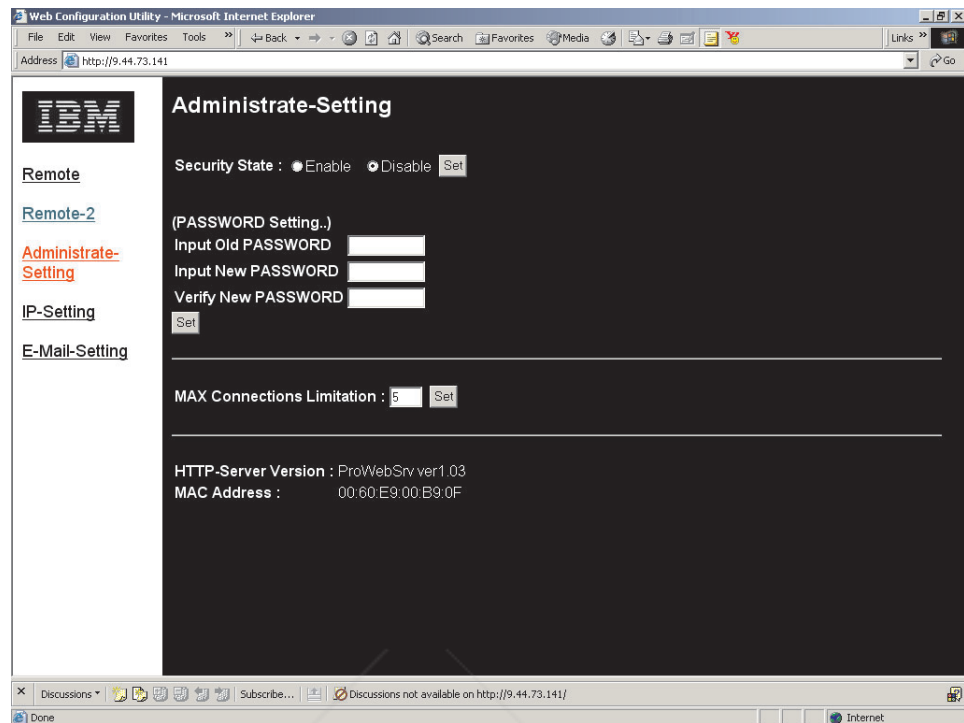 Web Configuration Utility - Microsoft Internet Explorer
File Edit View Favorites Tools » Back Search Favorites Media Links »
Address http://9.44.73.141 Go
IBM
Remote
Remote-2
Administrate-
Setting
IP-Setting
E-Mail-Setting
Administrate-Setting
Security State : Enable Disable Set
(PASSWORD Setting..)
Input Old PASSWORD
Input New PASSWORD
Verify New PASSWORD
Set
MAX Connections Limitation : 5 Set
HTTP-Server Version : ProWebSrv ver1.03
MAC Address : 00:60:E9:00:B9:0F
Discussions Subscribe... Discussions not available on http://9.44.73.141/
Done Internet